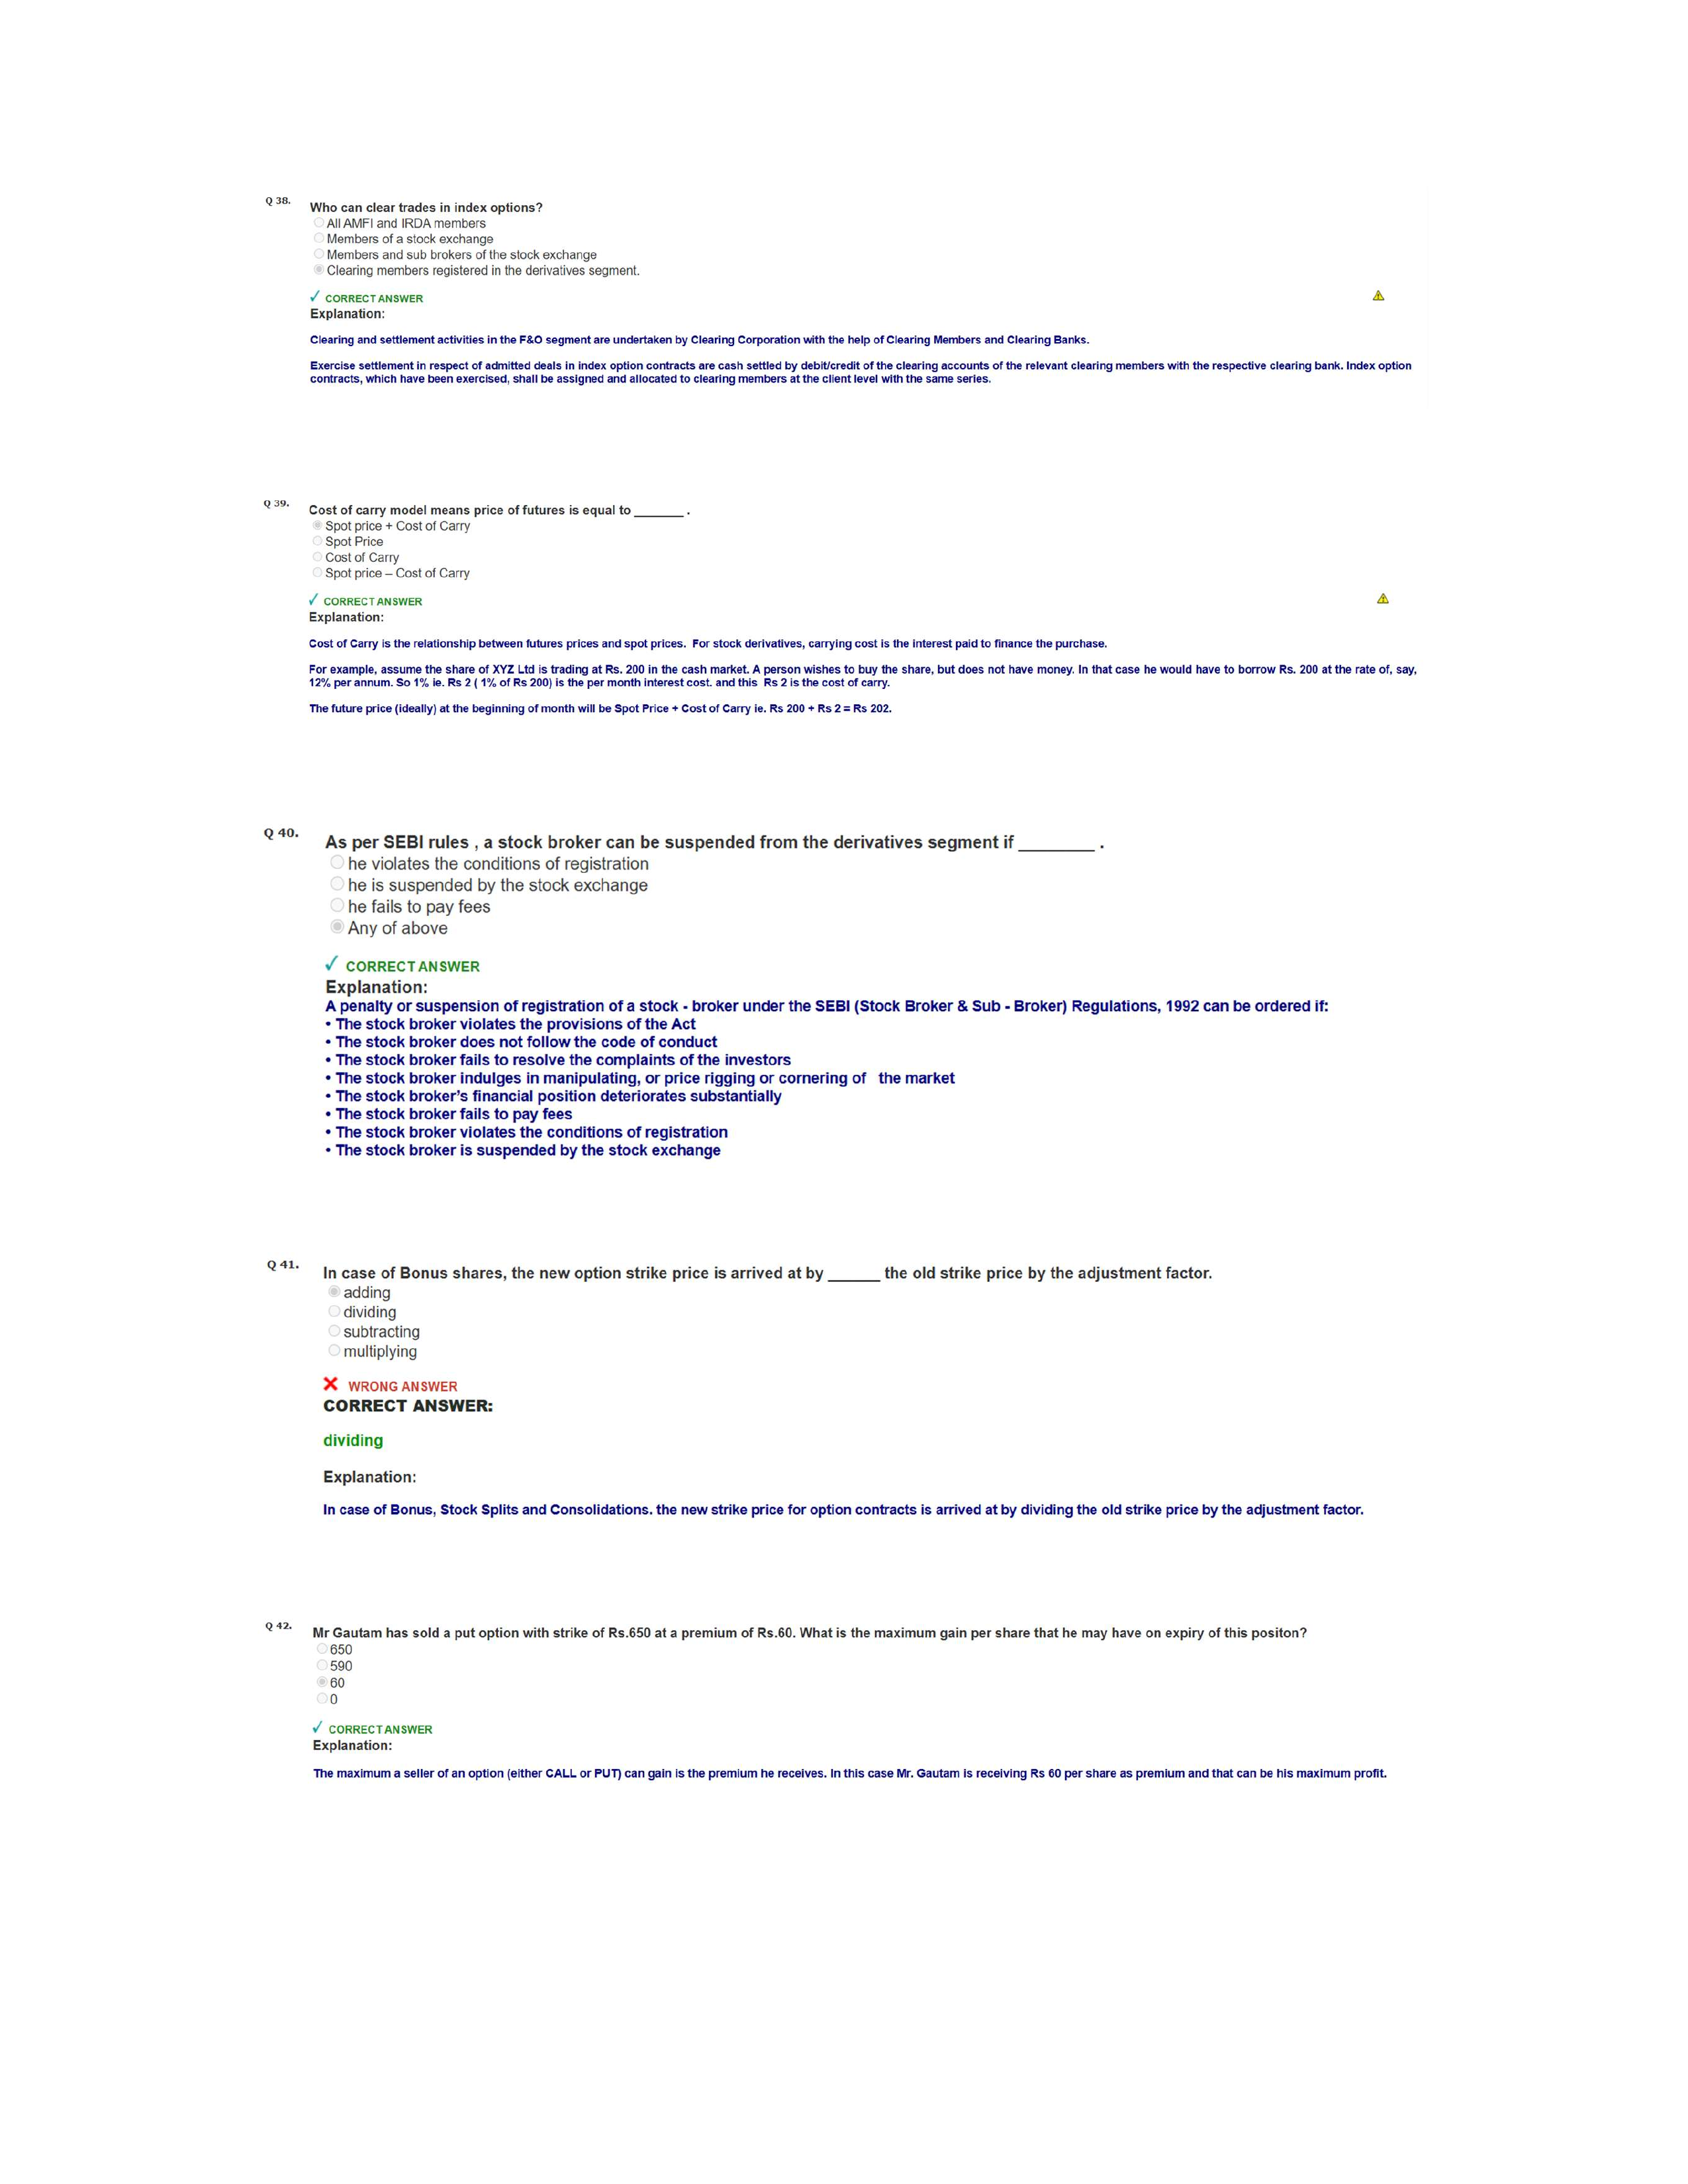 Q 38.
Who can clear trades in index options?
All AMFI and IRDA members
Members of a stock exchange
Members and sub brokers of the stock exchange
Clearing members registered in the derivatives segment.
✓ CORRECT ANSWER
Explanation:
Clearing and settlement activities in the F&O segment are undertaken by Clearing Corporation with the help of Clearing Members and Clearing Banks.
Exercise settlement in respect of admitted deals in index option contracts are cash settled by debit/credit of the clearing accounts of the relevant clearing members with the respective clearing bank. Index option
contracts, which have been exercised, shall be assigned and allocated to clearing members at the client level with the same series.
Q 39.
Cost of carry model means price of futures is equal to _______ .
Spot price + Cost of Carry
Spot Price
Cost of Carry
Spot price – Cost of Carry
✓ CORRECT ANSWER
Explanation:
Cost of Carry is the relationship between futures prices and spot prices. For stock derivatives, carrying cost is the interest paid to finance the purchase.
For example, assume the share of XYZ Ltd is trading at Rs. 200 in the cash market. A person wishes to buy the share, but does not have money. In that case he would have to borrow Rs. 200 at the rate of, say,
12% per annum. So 1% ie. Rs 2 ( 1% of Rs 200) is the per month interest cost. and this Rs 2 is the cost of carry.
The future price (ideally) at the beginning of month will be Spot Price + Cost of Carry ie. Rs 200 + Rs 2 = Rs 202.
Q 40.
As per SEBI rules , a stock broker can be suspended from the derivatives segment if ________ .
he violates the conditions of registration
he is suspended by the stock exchange
he fails to pay fees
Any of above
✓ CORRECT ANSWER
Explanation:
A penalty or suspension of registration of a stock - broker under the SEBI (Stock Broker & Sub - Broker) Regulations, 1992 can be ordered if:
• The stock broker violates the provisions of the Act
• The stock broker does not follow the code of conduct
• The stock broker fails to resolve the complaints of the investors
• The stock broker indulges in manipulating, or price rigging or cornering of the market
• The stock broker's financial position deteriorates substantially
• The stock broker fails to pay fees
• The stock broker violates the conditions of registration
• The stock broker is suspended by the stock exchange
Q 41.
In case of Bonus shares, the new option strike price is arrived at by ______ the old strike price by the adjustment factor.
adding
dividing
subtracting
multiplying
✗ WRONG ANSWER
CORRECT ANSWER:
dividing
Explanation:
In case of Bonus, Stock Splits and Consolidations. the new strike price for option contracts is arrived at by dividing the old strike price by the adjustment factor.
Q 42.
Mr Gautam has sold a put option with strike of Rs.650 at a premium of Rs.60. What is the maximum gain per share that he may have on expiry of this positon?
650
590
60
0
✓ CORRECT ANSWER
Explanation:
The maximum a seller of an option (either CALL or PUT) can gain is the premium he receives. In this case Mr. Gautam is receiving Rs 60 per share as premium and that can be his maximum profit.